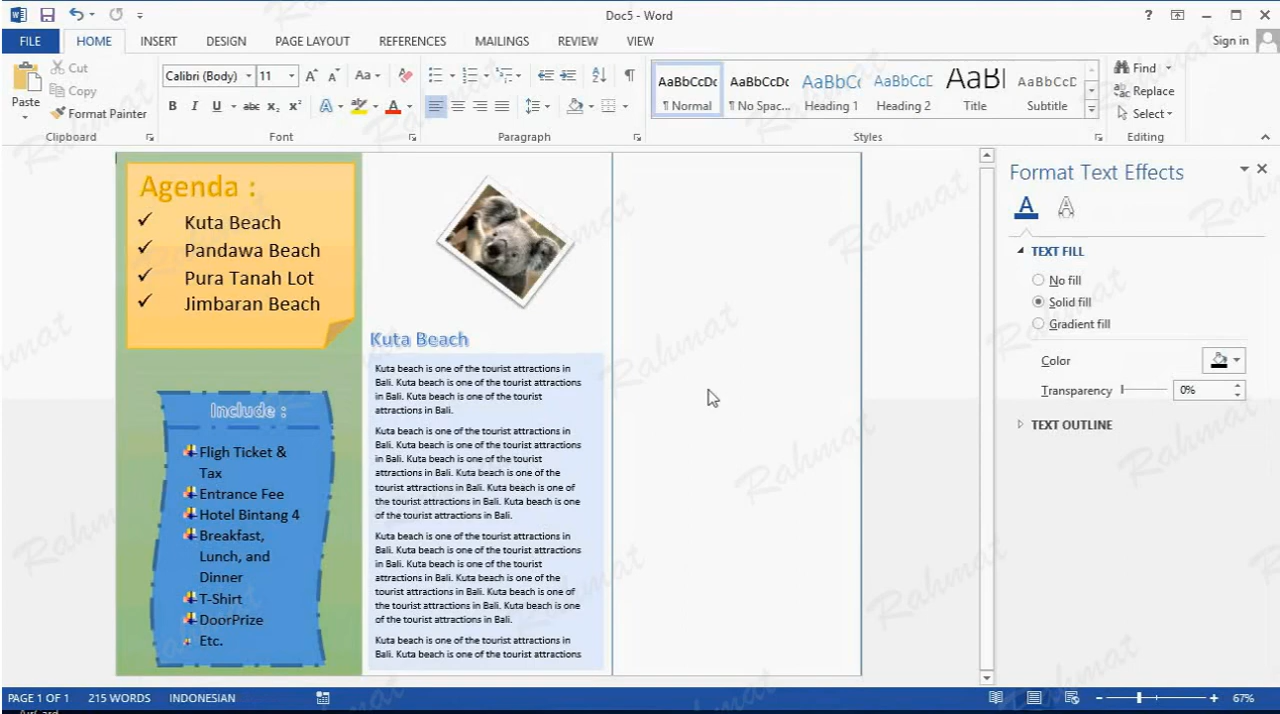 Doc5 - Word
?
Sign in
FILE
HOME
INSERT
DESIGN
PAGE LAYOUT
REFERENCES
MAILINGS
REVIEW
VIEW
Paste
Cut
Copy
Format Painter
Clipboard
Calibri (Body)
11
Aa
B I U abc x₂ x²
A A
Font
Paragraph
AaBbCcDc
¶ Normal
AaBbCcDc
¶ No Spac...
AaBbC
Heading 1
AaBbCcD
Heading 2
AaB
Title
AaBbCcD
Subtitle
Styles
Find
Replace
Select
Editing
Agenda :
✓ Kuta Beach
✓ Pandawa Beach
✓ Pura Tanah Lot
✓ Jimbaran Beach
Include :
Fligh Ticket &
Tax
Entrance Fee
Hotel Bintang 4
Breakfast,
Lunch, and
Dinner
T-Shirt
DoorPrize
Etc.
Kuta Beach
Kuta beach is one of the tourist attractions in
Bali. Kuta beach is one of the tourist attractions
in Bali. Kuta beach is one of the tourist
attractions in Bali.
Kuta beach is one of the tourist attractions in
Bali. Kuta beach is one of the tourist attractions
in Bali. Kuta beach is one of the tourist
attractions in Bali. Kuta beach is one of the
tourist attractions in Bali. Kuta beach is one of
the tourist attractions in Bali. Kuta beach is one
of the tourist attractions in Bali.
Kuta beach is one of the tourist attractions in
Bali. Kuta beach is one of the tourist attractions
in Bali. Kuta beach is one of the tourist
attractions in Bali. Kuta beach is one of the
tourist attractions in Bali. Kuta beach is one of
the tourist attractions in Bali. Kuta beach is one
of the tourist attractions in Bali.
Kuta beach is one of the tourist attractions in
Bali. Kuta beach is one of the tourist attractions
Format Text Effects
A A
TEXT FILL
No fill
Solid fill
Gradient fill
Color
Transparency
0%
TEXT OUTLINE
PAGE 1 OF 1
215 WORDS
INDONESIAN
67%
Rahmat